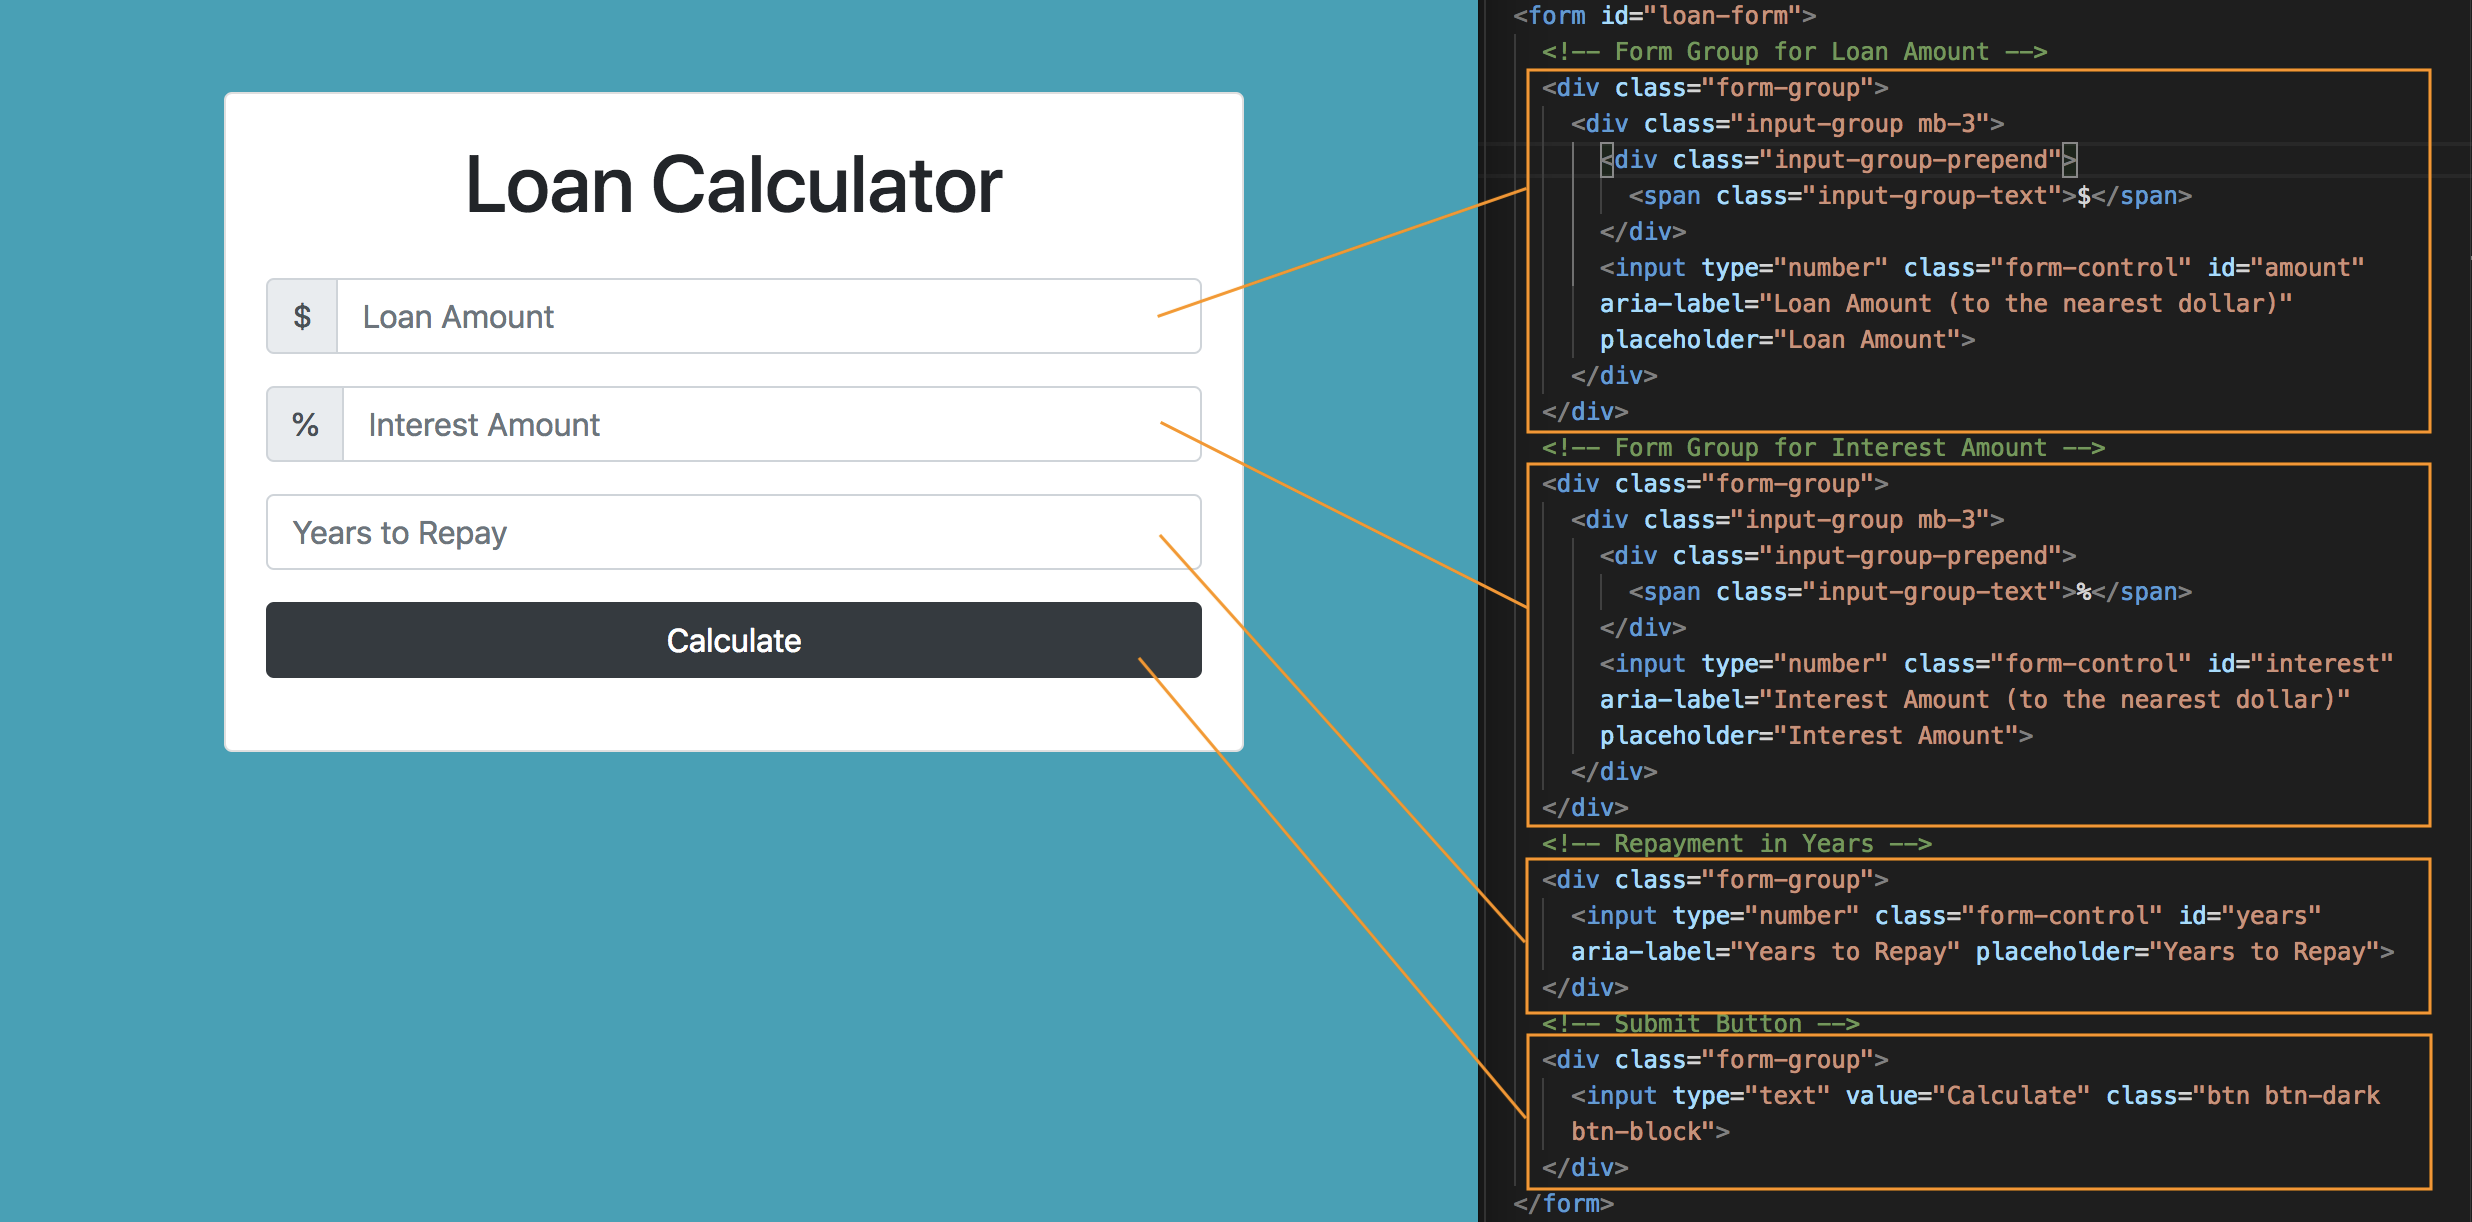 Loan Calculator
$ Loan Amount
% Interest Amount
Years to Repay
Calculate
<form id="loan-form">
<!-- Form Group for Loan Amount -->
<div class="form-group">
<div class="input-group mb-3">
<div class="input-group-prepend">
<span class="input-group-text">$</span>
</div>
<input type="number" class="form-control" id="amount"
aria-label="Loan Amount (to the nearest dollar)"
placeholder="Loan Amount">
</div>
</div>
<!-- Form Group for Interest Amount -->
<div class="form-group">
<div class="input-group mb-3">
<div class="input-group-prepend">
<span class="input-group-text">%</span>
</div>
<input type="number" class="form-control" id="interest"
aria-label="Interest Amount (to the nearest dollar)"
placeholder="Interest Amount">
</div>
</div>
<!-- Repayment in Years -->
<div class="form-group">
<input type="number" class="form-control" id="years"
aria-label="Years to Repay" placeholder="Years to Repay">
</div>
<!-- Submit Button -->
<div class="form-group">
<input type="text" value="Calculate" class="btn btn-dark
btn-block">
</div>
</form>